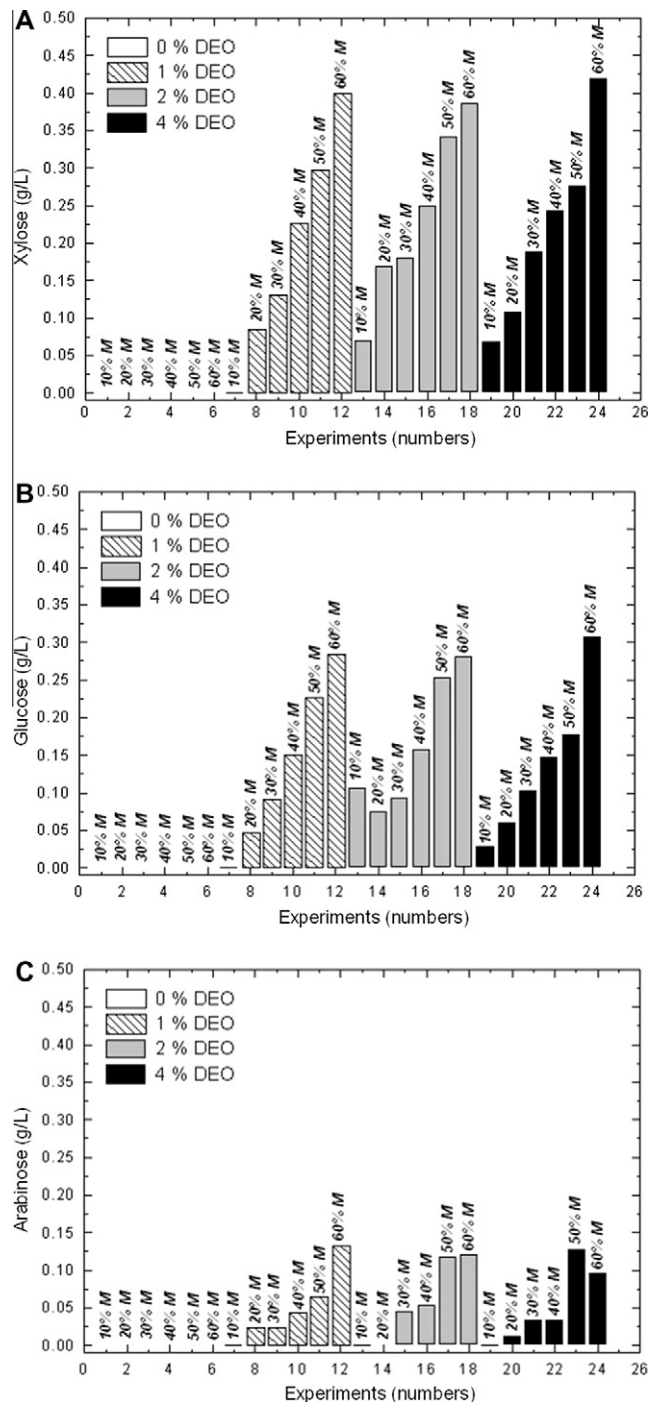 A
0.50
0.45
0.40
0.35
0.30
0.25
0.20
0.15
0.10
0.05
0.00
Xylose (g/L)
0 % DEO
1 % DEO
2 % DEO
4 % DEO
10% M
20% M
30% M
40% M
50% M
60% M
10% M
20% M
30% M
40% M
50% M
60% M
10% M
20% M
30% M
40% M
50% M
60% M
10% M
20% M
30% M
40% M
50% M
60% M
0 2 4 6 8 10 12 14 16 18 20 22 24 26
Experiments (numbers)
B
0.50
0.45
0.40
0.35
0.30
0.25
0.20
0.15
0.10
0.05
0.00
Glucose (g/L)
0 % DEO
1 % DEO
2 % DEO
4 % DEO
10% M
20% M
30% M
40% M
50% M
60% M
10% M
20% M
30% M
40% M
50% M
60% M
10% M
20% M
30% M
40% M
50% M
60% M
10% M
20% M
30% M
40% M
50% M
60% M
0 2 4 6 8 10 12 14 16 18 20 22 24 26
Experiments (numbers)
C
0.50
0.45
0.40
0.35
0.30
0.25
0.20
0.15
0.10
0.05
0.00
Arabinose (g/L)
0 % DEO
1 % DEO
2 % DEO
4 % DEO
10% M
20% M
30% M
40% M
50% M
60% M
10% M
20% M
30% M
40% M
50% M
60% M
10% M
20% M
30% M
40% M
50% M
60% M
10% M
20% M
30% M
40% M
50% M
60% M
0 2 4 6 8 10 12 14 16 18 20 22 24 26
Experiments (numbers)